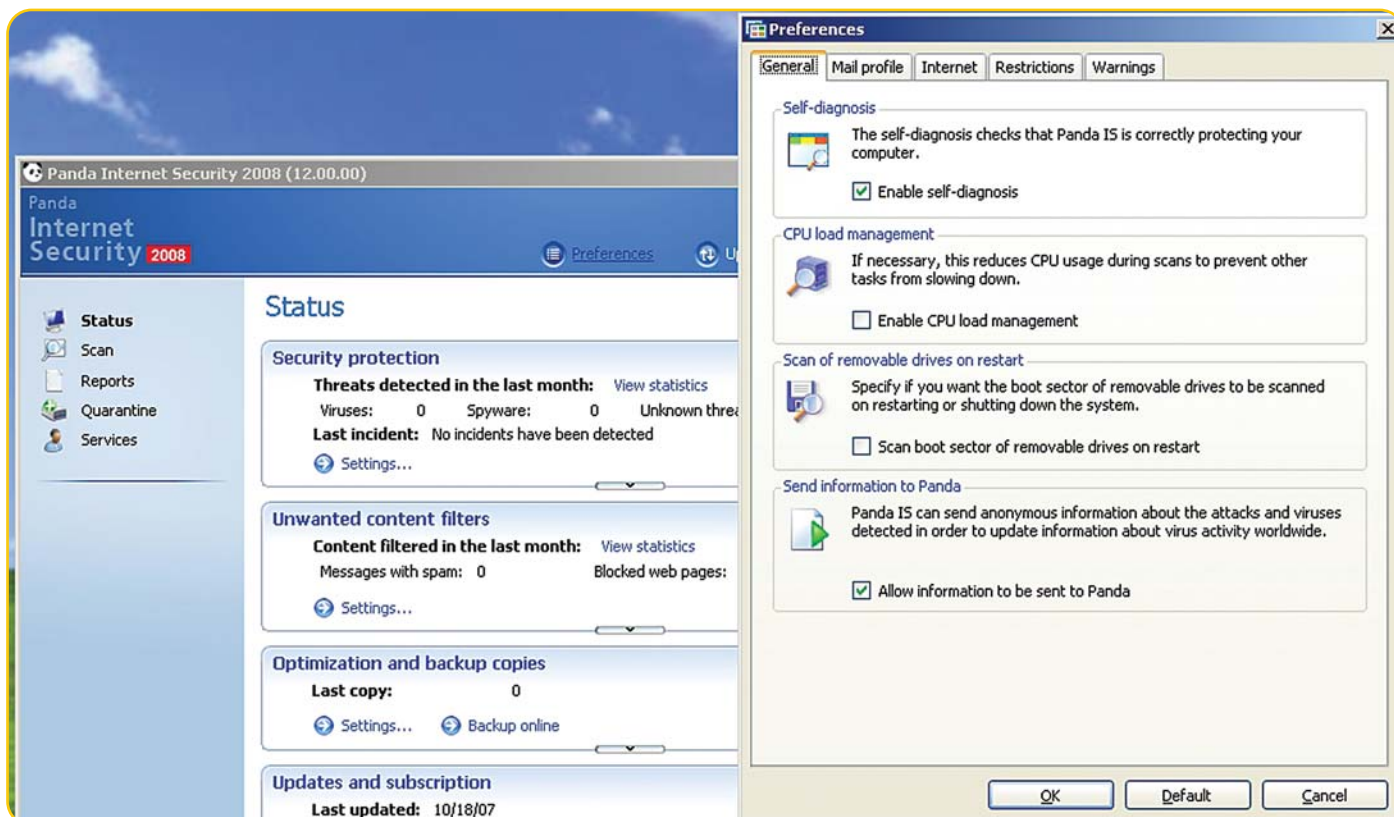 Panda Internet Security 2008 (12.00.00)
Panda
Internet
Security 2008
Preferences
Status
Scan
Reports
Quarantine
Services
Status
Security protection
Threats detected in the last month: View statistics
Viruses: 0 Spyware: 0 Unknown
Last incident: No incidents have been detected
Settings...
Unwanted content filters
Content filtered in the last month: View statistics
Messages with spam: 0 Blocked web pages:
Settings...
Optimization and backup copies
Last copy: 0
Settings... Backup online
Updates and subscription
Last updated: 10/18/07
Preferences
General Mail profile Internet Restrictions Warnings
Self-diagnosis
The self-diagnosis checks that Panda IS is correctly protecting your
computer.
Enable self-diagnosis
CPU load management
If necessary, this reduces CPU usage during scans to prevent other
tasks from slowing down.
Enable CPU load management
Scan of removable drives on restart
Specify if you want the boot sector of removable drives to be scanned
on restarting or shutting down the system.
Scan boot sector of removable drives on restart
Send information to Panda
Panda IS can send anonymous information about the attacks and viruses
detected in order to update information about virus activity worldwide.
Allow information to be sent to Panda
OK Default Cancel